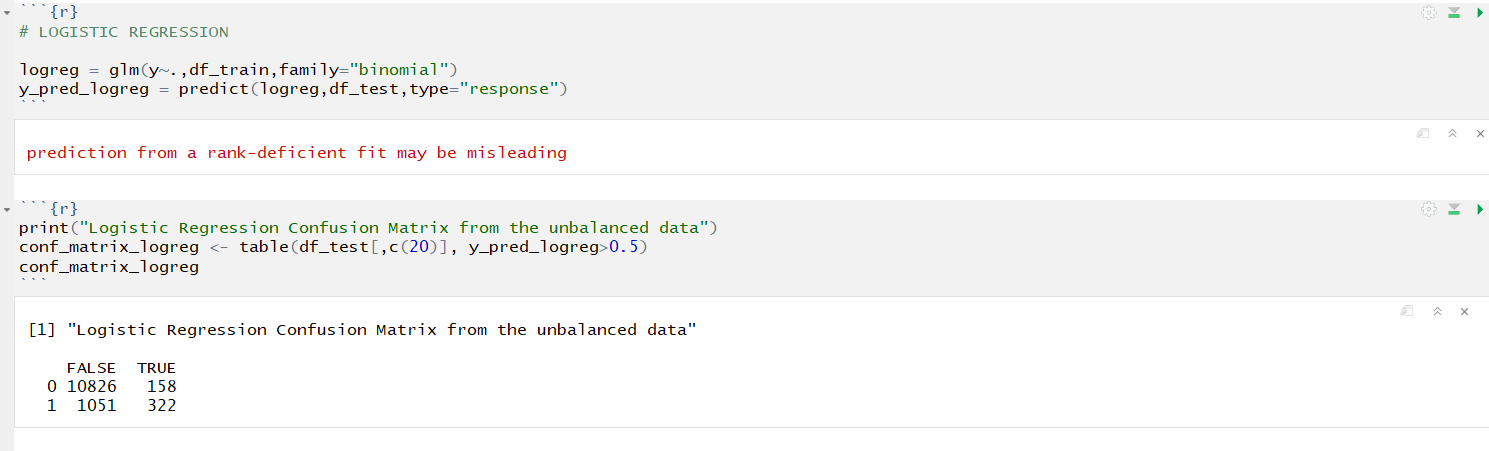 ```{r}
# LOGISTIC REGRESSION
logreg = glm(y~.,df_train,family="binomial")
y_pred_logreg = predict(logreg,df_test,type="response")
```
prediction from a rank-deficient fit may be misleading
```{r}
print("Logistic Regression Confusion Matrix from the unbalanced data")
conf_matrix_logreg <- table(df_test[,c(20)], y_pred_logreg>0.5)
conf_matrix_logreg
```
[1] "Logistic Regression Confusion Matrix from the unbalanced data"
FALSE TRUE
0 10826 158
1 1051 322